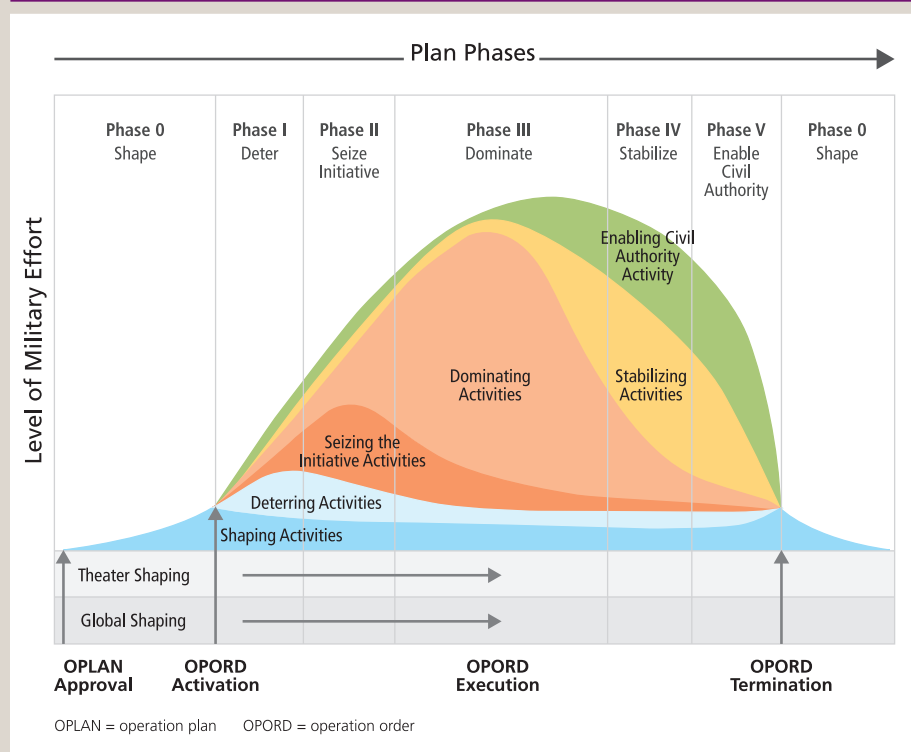 Plan Phases
Phase 0
Shape
Phase I
Deter
Phase II
Seize
Initiative
Phase III
Dominate
Phase IV
Stabilize
Phase V
Enable
Civil
Authority
Phase 0
Shape
Level of Military Effort
Enabling Civil
Authority
Activity
Dominating
Activities
Stabilizing
Activities
Seizing the
Initiative Activities
Deterring Activities
Shaping Activities
Theater Shaping
Global Shaping
OPLAN
Approval
OPORD
Activation
OPORD
Execution
OPORD
Termination
OPLAN = operation plan OPORD = operation order